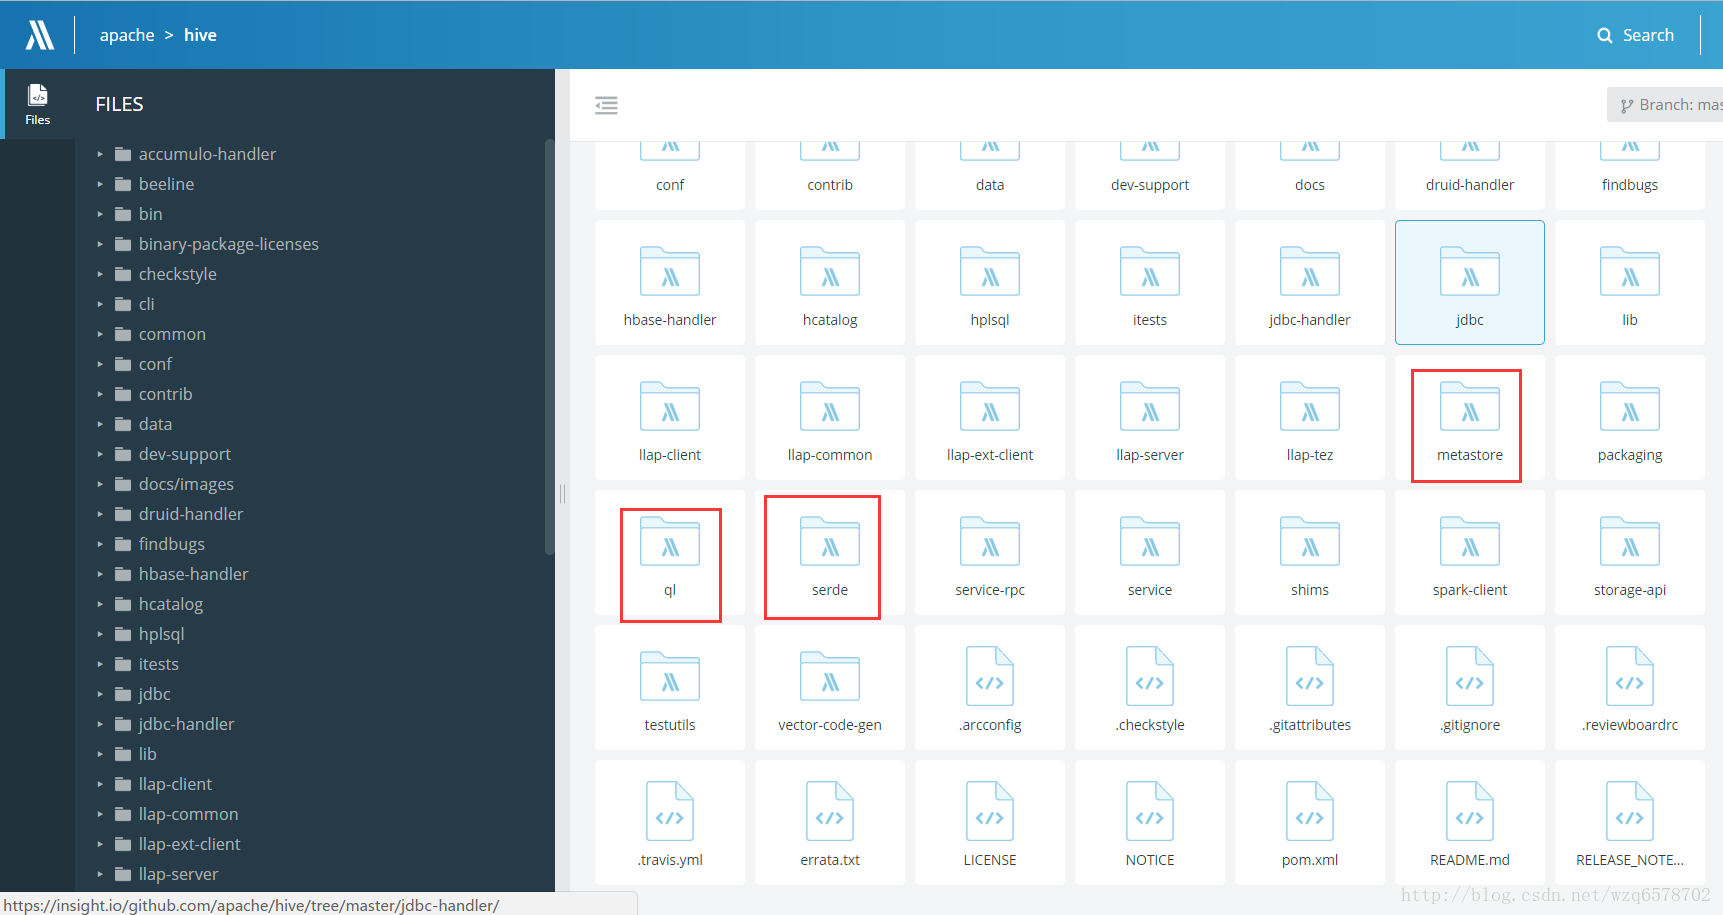 apache > hive
Search
Files
FILES
accumulo-handler
beeline
bin
binary-package-licenses
checkstyle
cli
common
conf
contrib
data
dev-support
docs/images
druid-handler
findbugs
hbase-handler
hcatalog
hplsql
itests
jdbc
jdbc-handler
lib
llap-client
llap-common
llap-ext-client
llap-server
https://insight.io/github.com/apache/hive/tree/master/jdbc-handler/
Branch: mas
conf contrib data dev-support docs druid-handler findbugs
hbase-handler hcatalog hplsql itests jdbc-handler jdbc lib
llap-client llap-common llap-ext-client llap-server llap-tez metastore packaging
ql serde service-rpc service shims spark-client storage-api
testutils vector-code-gen .arcconfig .checkstyle .gitattributes .gitignore .reviewboardrc
.travis.yml errata.txt LICENSE NOTICE pom.xml README.md RELEASE_NOTE...
http://blog.csdn.net/wzq6578702